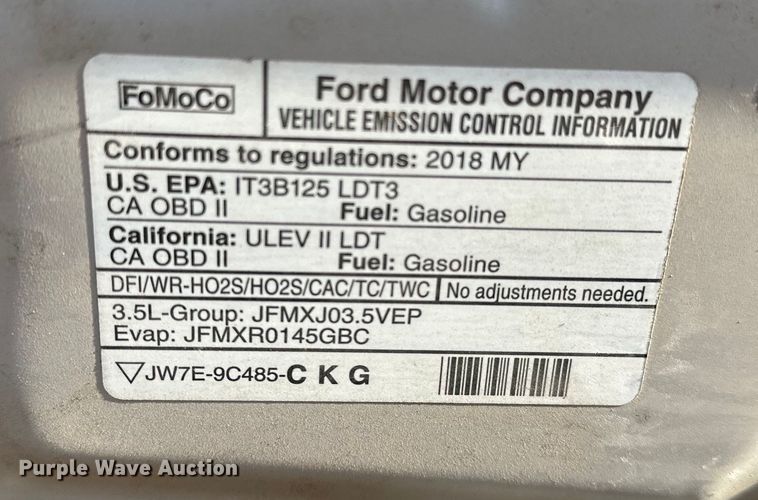 FoMoCo
Ford Motor Company
VEHICLE EMISSION CONTROL INFORMATION
Conforms to regulations: 2018 MY
U.S. EPA: IT3B125 LDT3
CA OBD II Fuel: Gasoline
California: ULEV II LDT
CA OBD II Fuel: Gasoline
DFI/WR-HO2S/HO2S/CAC/TC/TWC No adjustments needed.
3.5L-Group: JFMXJ03.5VEP
Evap: JFMXR0145GBC
▽JW7E-9C485-C K G
Purple Wave Auction